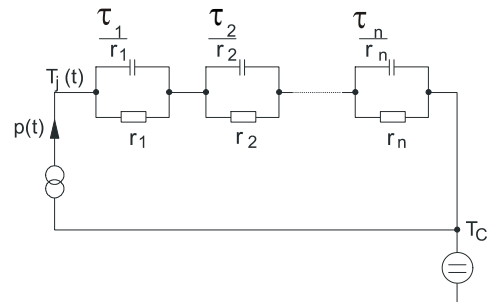 τ1 τ2 τn
r1 r2 rn
Tj (t)
p(t)
r1 r2 rn
TC